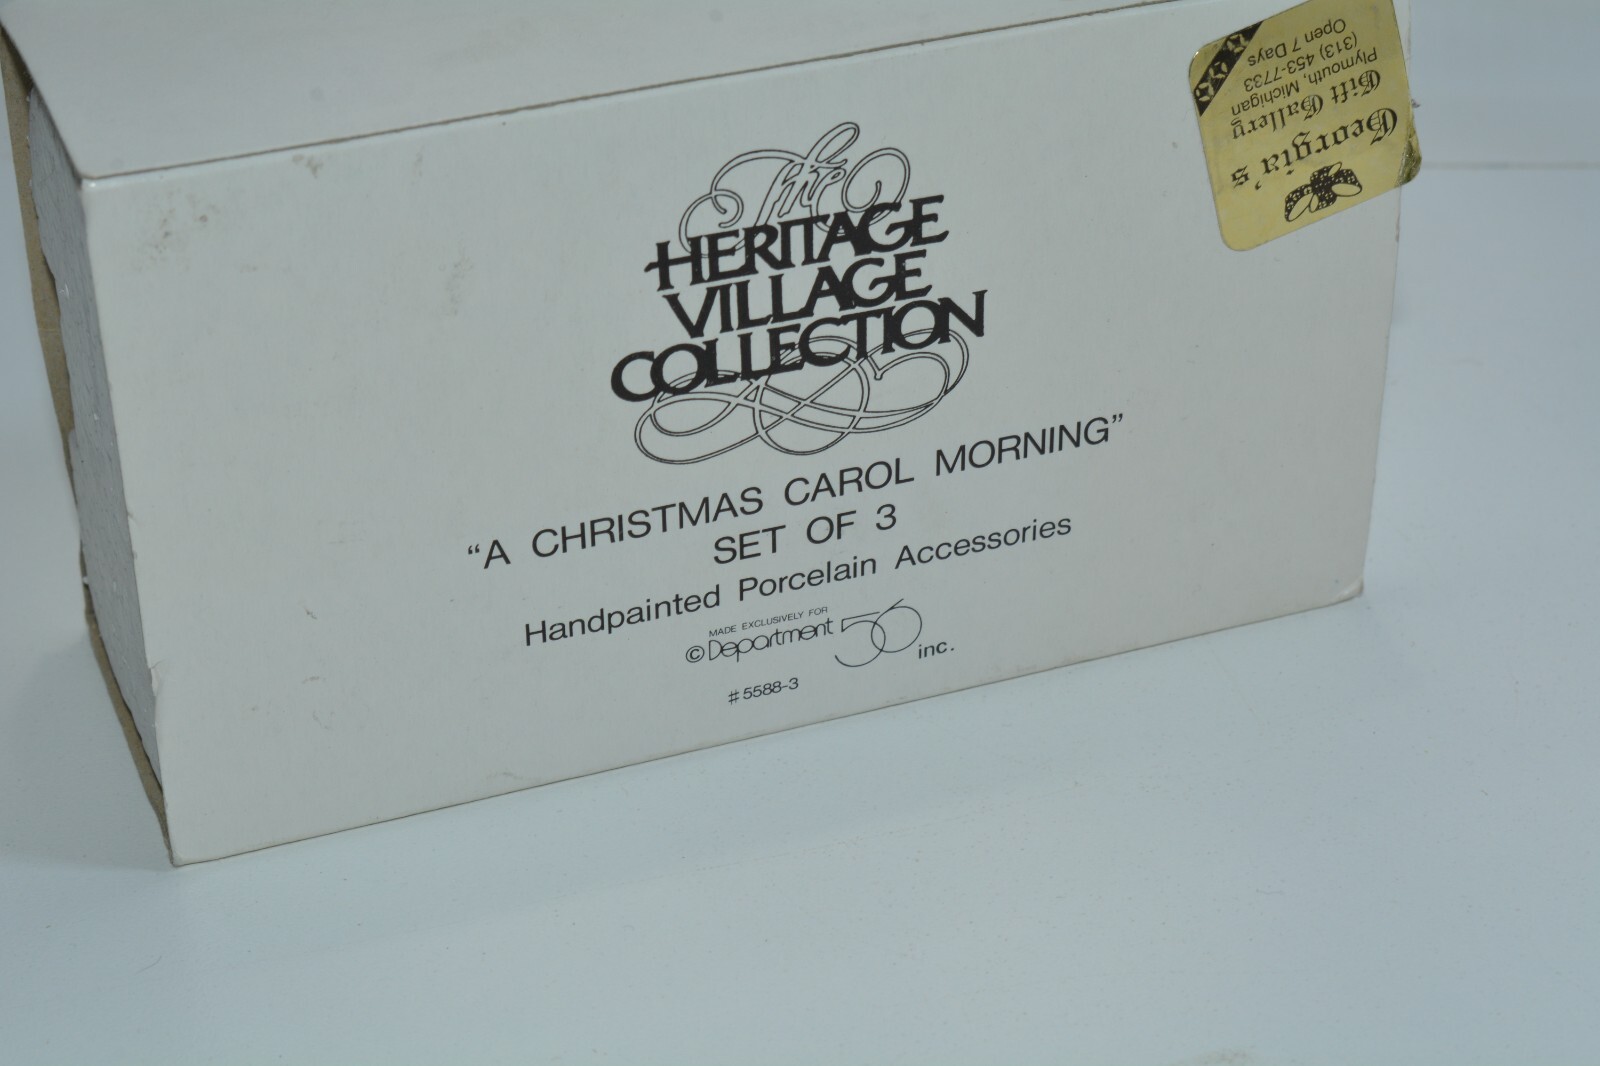 The
HERITAGE
VILLAGE
COLLECTION
“A CHRISTMAS CAROL MORNING”
SET OF 3
Handpainted Porcelain Accessories
MADE EXCLUSIVELY FOR
©Department 56 inc.
#5588-3
Georgia's
Gift Gallery
Plymouth, Michigan
(313) 453-7733
Open 7 Days